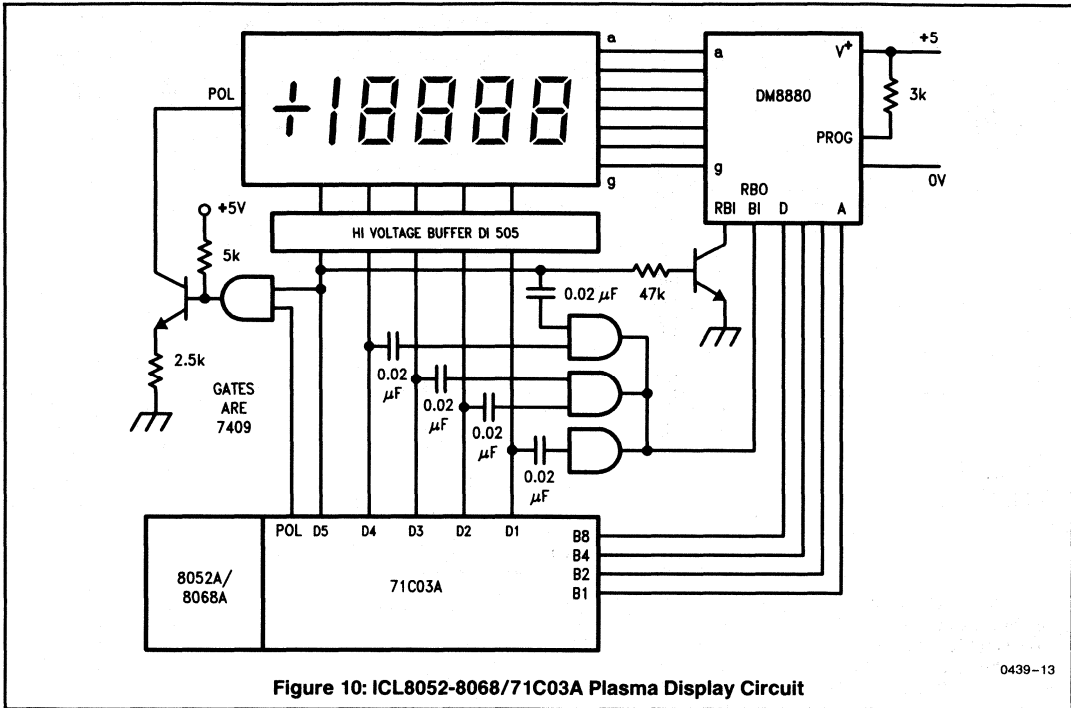 a
V+
+5
POL
÷18888
a
DM8880
3k
PROG
g
g
0V
RBO
RBI BI D A
+5V
5k
HI VOLTAGE BUFFER DI 505
0.02 µF
47k
2.5k
0.02
µF
GATES
ARE
7409
0.02
µF
0.02
µF
0.02
µF
POL D5 D4 D3 D2 D1
B8
B4
B2
B1
8052A/
8068A
71C03A
0439-13
Figure 10: ICL8052-8068/71C03A Plasma Display Circuit